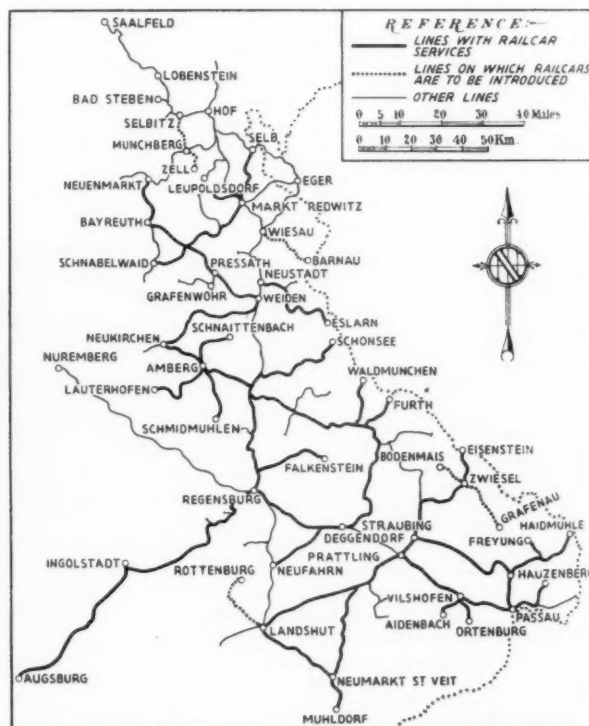 REFERENCE:-
LINES WITH RAILCAR
SERVICES
LINES ON WHICH RAILCARS
ARE TO BE INTRODUCED
OTHER LINES
10 0 10 20 30 40 Miles
10 0 10 20 30 40 50 Km.
SAALFELD
LOBENSTEIN
BAD STEBEN
HOF
SELBITZ
SELB.
MUNCHBERG
ZELL
NEUENMARKT
LEUPOLDSDORF
EGER
MARKT REDWITZ
BAYREUTH
WIESAU
SCHNABELWAID
PRESSATH
BARNAU
NEUSTADT
GRAFENWOHR
WEIDEN
SCHNAITTENBACH
ESLARN
NEUKIRCHEN
SCHONSEE
NUREMBERG
AMBERG
WALDMUNCHEN
LAUTERHOFEN
FURTH
SCHMIDMUHLEN
EISENSTEIN
BODENMAIS
FALKENSTEIN
ZWIESEL
REGENSBURG
GRAFENAU
STRAUBING
HAIDMUHLE
DEGGENDORF
FREYUNG
INGOLSTADT
PRATTLING
ROTTENBURG
NEUFAHRN
HAUZENBERG
VILSHOFEN
PASSAU
AIDENBACH
LANDSHUT
ORTENBURG
AUGSBURG
NEUMARKT ST VEIT
MUHLDORF